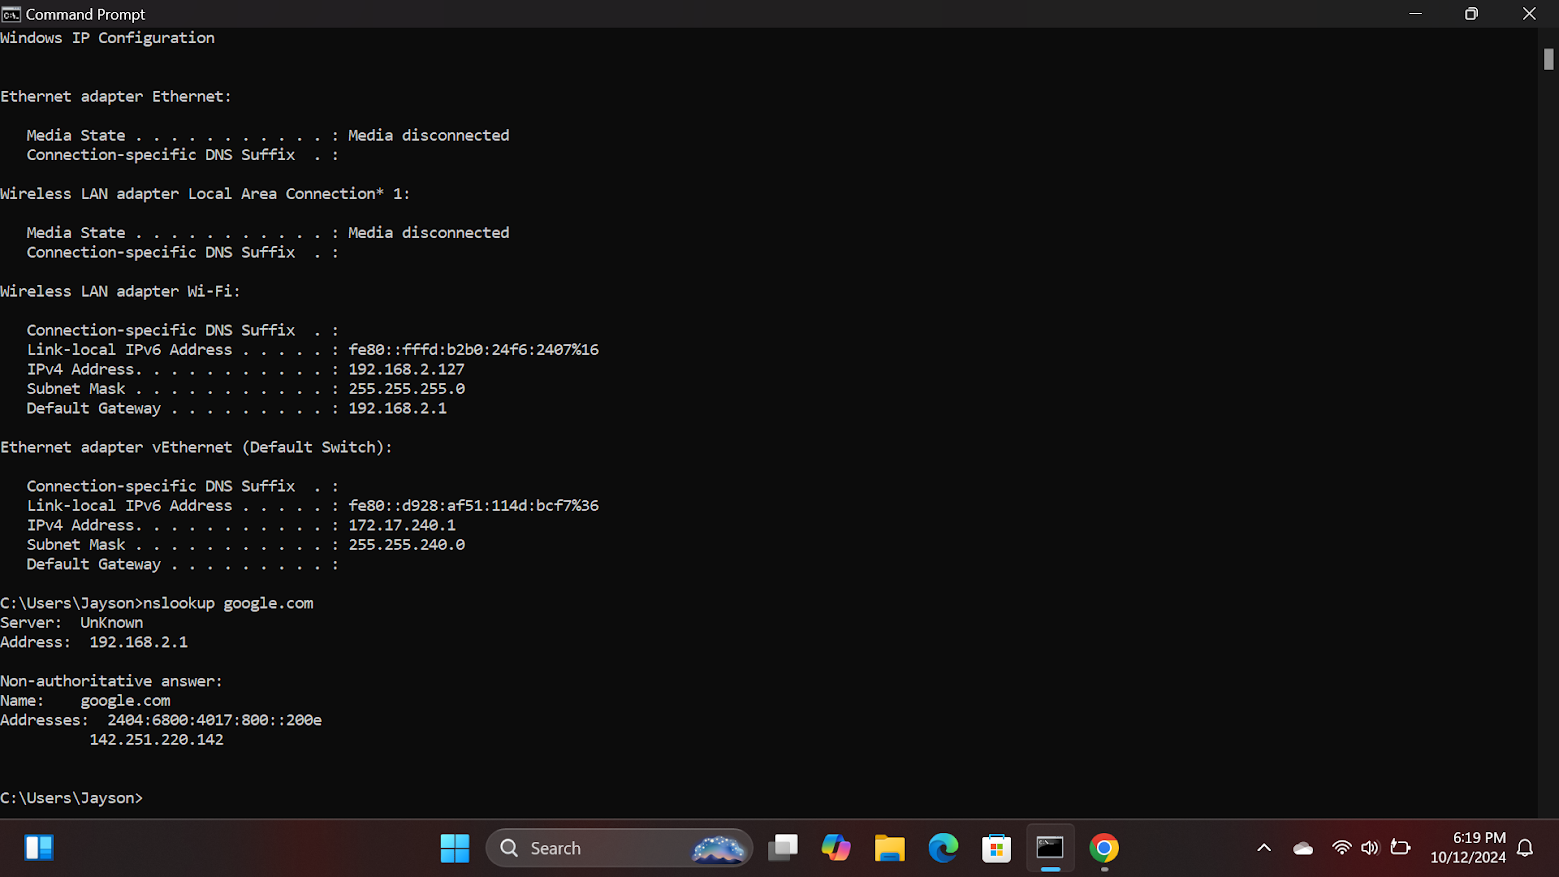 Command Prompt
Windows IP Configuration
Ethernet adapter Ethernet:
   Media State . . . . . . . . . . . : Media disconnected
   Connection-specific DNS Suffix  . :
Wireless LAN adapter Local Area Connection* 1:
   Media State . . . . . . . . . . . : Media disconnected
   Connection-specific DNS Suffix  . :
Wireless LAN adapter Wi-Fi:
   Connection-specific DNS Suffix  . :
   Link-local IPv6 Address . . . . . : fe80::fffd:b2b0:24f6:2407%16
   IPv4 Address. . . . . . . . . . . : 192.168.2.127
   Subnet Mask . . . . . . . . . . . : 255.255.255.0
   Default Gateway . . . . . . . . . : 192.168.2.1
Ethernet adapter vEthernet (Default Switch):
   Connection-specific DNS Suffix  . :
   Link-local IPv6 Address . . . . . : fe80::d928:af51:114d:bcf7%36
   IPv4 Address. . . . . . . . . . . : 172.17.240.1
   Subnet Mask . . . . . . . . . . . : 255.255.240.0
   Default Gateway . . . . . . . . . :
C:\Users\Jayson>nslookup google.com
Server:  UnKnown
Address:  192.168.2.1
Non-authoritative answer:
Name:    google.com
Addresses:  2404:6800:4017:800::200e
          142.251.220.142
C:\Users\Jayson>
Search
6:19 PM
10/12/2024